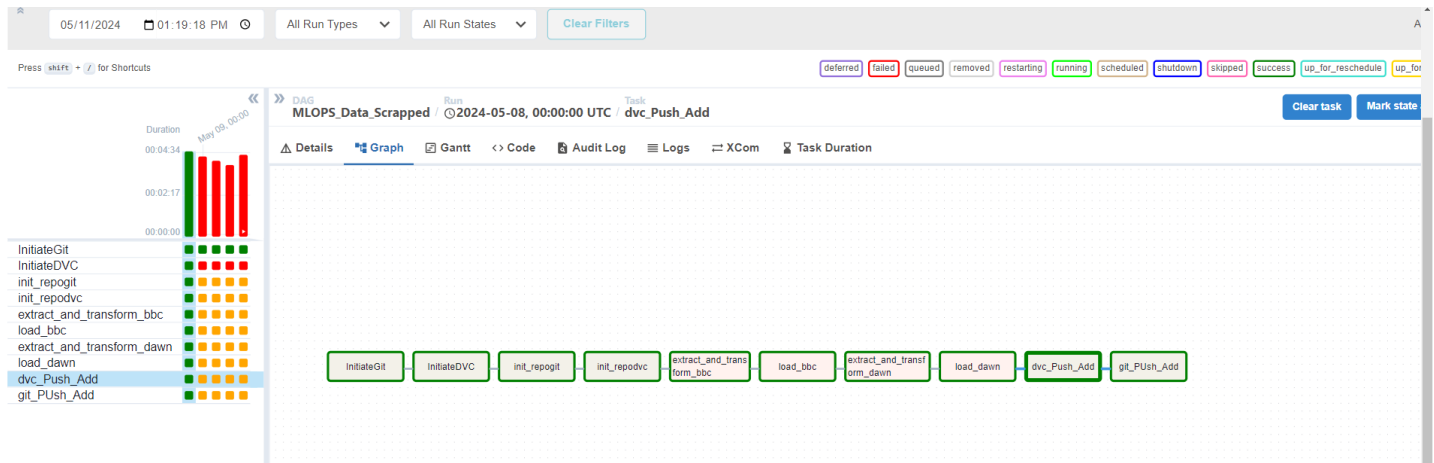 05/11/2024 01:19:18 PM All Run Types All Run States Clear Filters A
Press shift + / for Shortcuts deferred failed queued removed restarting running scheduled shutdown skipped success up_for_reschedule up_for
DAG Run Task
MLOPS_Data_Scrapped / 2024-05-08, 00:00:00 UTC / dvc_Push_Add Clear task Mark state a
Duration May 09, 00:00
00:04:34
00:02:17
00:00:00
Details Graph Gantt <> Code Audit Log Logs XCom Task Duration
InitiateGit
InitiateDVC
init_repogit
init_repodvc
extract_and_transform_bbc
load_bbc
extract_and_transform_dawn
load_dawn
dvc_Push_Add
git_PUsh_Add
InitiateGit InitiateDVC init_repogit init_repodvc extract_and_trans
form_bbc load_bbc extract_and_transf
orm_dawn load_dawn dvc_Push_Add git_PUsh_Add